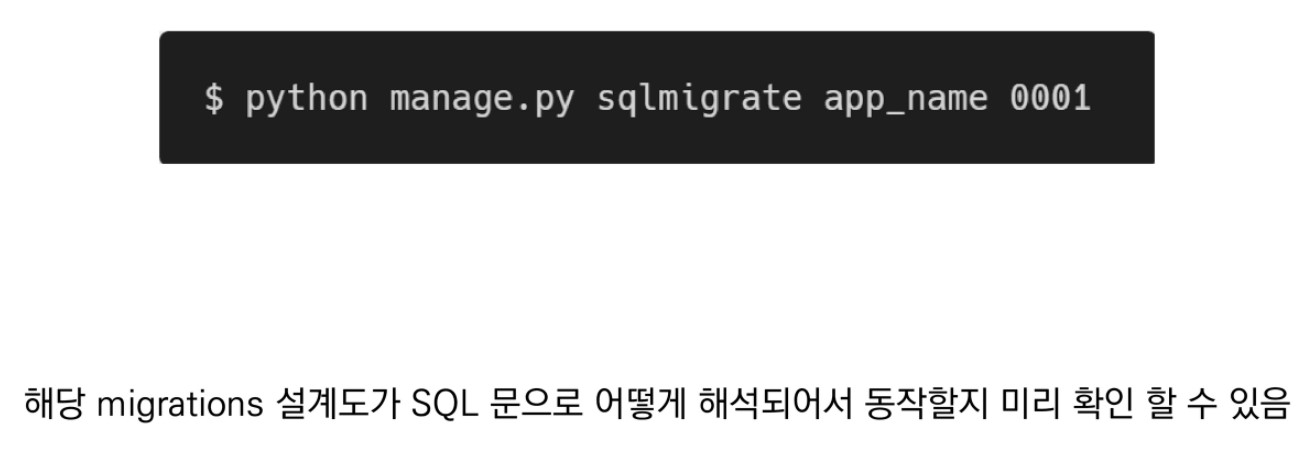 $ python manage.py sqlmigrate app_name 0001
해당 migrations 설계도가 SQL 문으로 어떻게 해석되어서 동작할지 미리 확인 할 수 있음